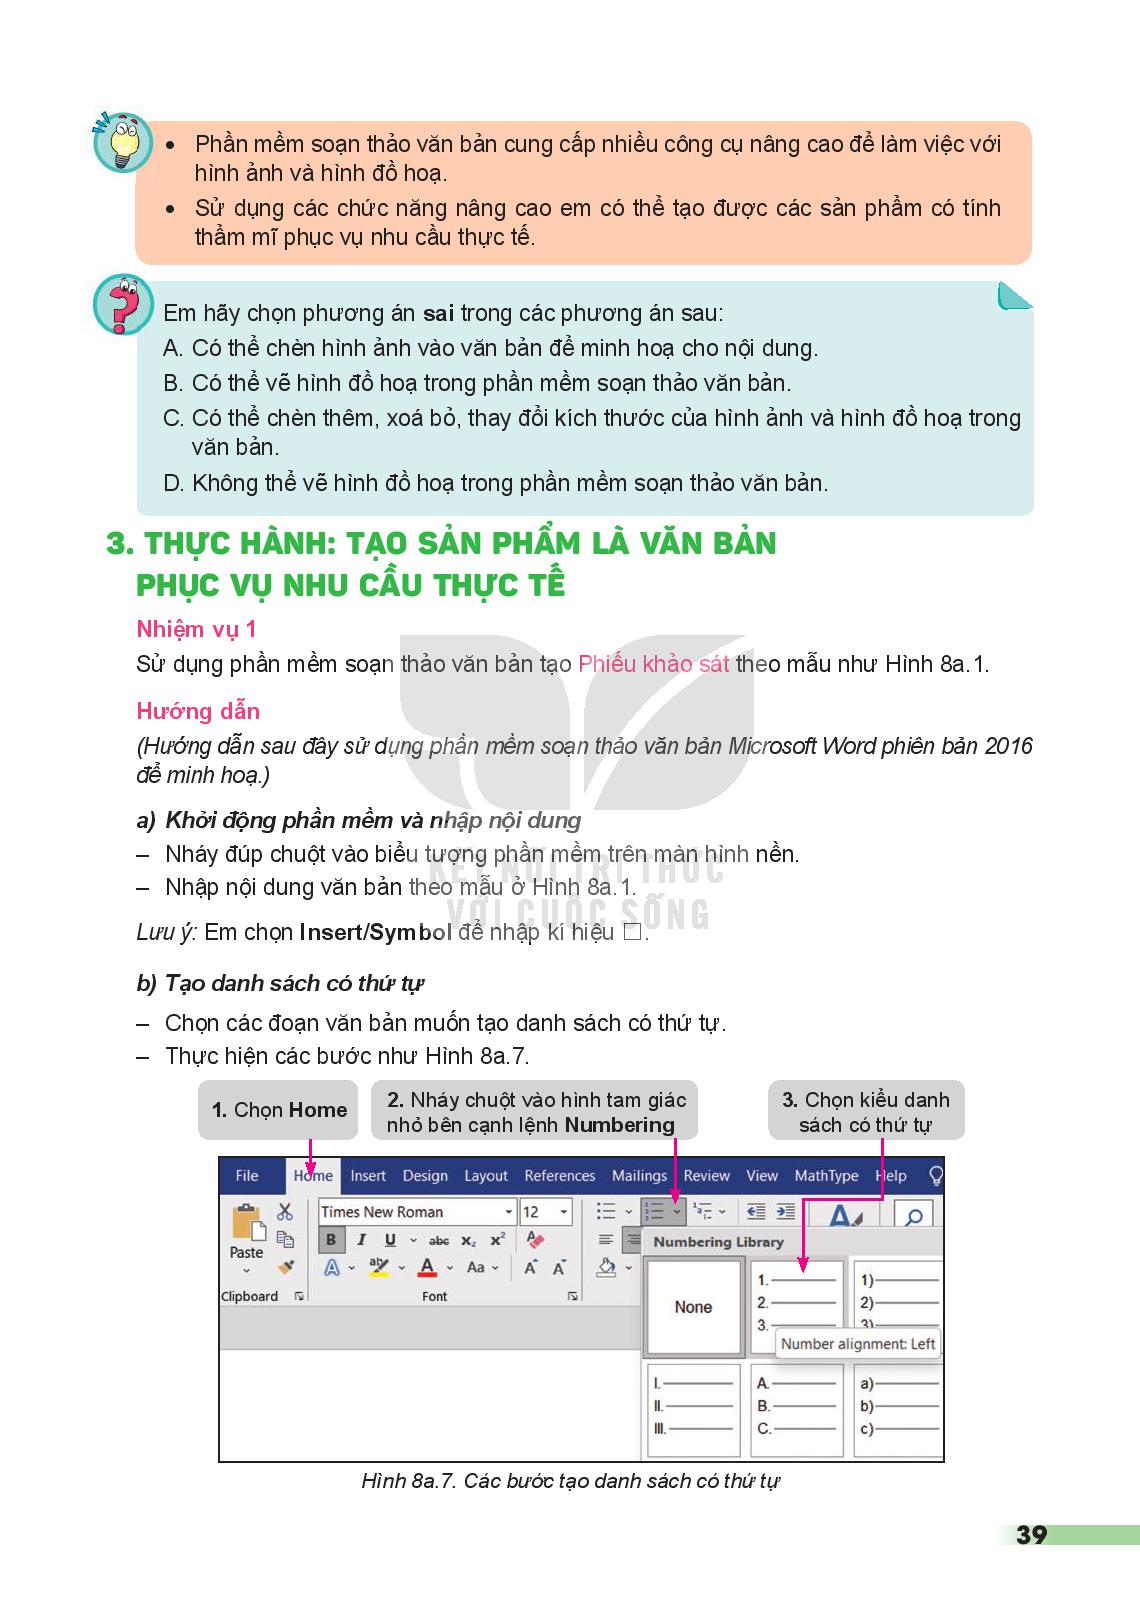 • Phần mềm soạn thảo văn bản cung cấp nhiều công cụ nâng cao để làm việc với
hình ảnh và hình đồ hoạ.
• Sử dụng các chức năng nâng cao em có thể tạo được các sản phẩm có tính
thẩm mĩ phục vụ nhu cầu thực tế.
Em hãy chọn phương án sai trong các phương án sau:
A. Có thể chèn hình ảnh vào văn bản để minh hoạ cho nội dung.
B. Có thể vẽ hình đồ hoạ trong phần mềm soạn thảo văn bản.
C. Có thể chèn thêm, xoá bỏ, thay đổi kích thước của hình ảnh và hình đồ hoạ trong
văn bản.
D. Không thể vẽ hình đồ hoạ trong phần mềm soạn thảo văn bản.
3. THỰC HÀNH: TẠO SẢN PHẨM LÀ VĂN BẢN
PHỤC VỤ NHU CẦU THỰC TẾ
Nhiệm vụ 1
Sử dụng phần mềm soạn thảo văn bản tạo Phiếu khảo sát theo mẫu như Hình 8a.1.
Hướng dẫn
(Hướng dẫn sau đây sử dụng phần mềm soạn thảo văn bản Microsoft Word phiên bản 2016
để minh hoạ.)
a) Khởi động phần mềm và nhập nội dung
– Nháy đúp chuột vào biểu tượng phần mềm trên màn hình nền.
– Nhập nội dung văn bản theo mẫu ở Hình 8a.1.
KẾT NỐI TRI THỨC
VỚI CUỘC SỐNG
Lưu ý: Em chọn Insert/Symbol để nhập kí hiệu □.
b) Tạo danh sách có thứ tự
– Chọn các đoạn văn bản muốn tạo danh sách có thứ tự.
– Thực hiện các bước như Hình 8a.7.
1. Chọn Home
2. Nháy chuột vào hình tam giác
nhỏ bên cạnh lệnh Numbering
3. Chọn kiểu danh
sách có thứ tự
File Home Insert Design Layout References Mailings Review View MathType Help
Times New Roman 12
B I U abc x₂ x²
Paste
A aby A Aa A A
Clipboard Font
Numbering Library
None
1.
2.
3.
1)
2)
3)
Number alignment: Left
I.
II.
III.
A.
B.
C.
a)
b)
c)
Hình 8a.7. Các bước tạo danh sách có thứ tự
39